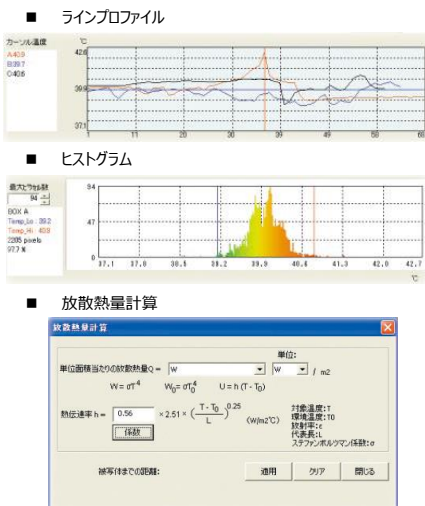 ■ ラインプロファイル
カーソル温度 ℃
A:40.9
B:39.7
C:40.6
42.6
39.9
37.1
1 11 20 30 39 49 58 68
■ ヒストグラム
最大ピクセル数
94
BOX A
Temp_Lo : 39.2
Temp_Hi : 40.9
2205 pixels
97.7 %
94
47
0
37.1 37.8 38.5 39.2 39.9 40.6 41.3 42.0 42.7
℃
■ 放散熱量計算
放散熱量計算
単位:
単位面積当たりの放散熱量Q = W W / m2
W = σT⁴ W₀ = σT₀⁴ U = h (T - T₀)
熱伝達率 h = 0.56 × 2.51 × ( T - T₀ / L )^0.25 (W/m2℃)
係数
対象温度:T
環境温度:T0
放射率:ε
代表長:L
ステファンボルツマン係数:σ
被写体までの距離: 適用 クリア 閉じる